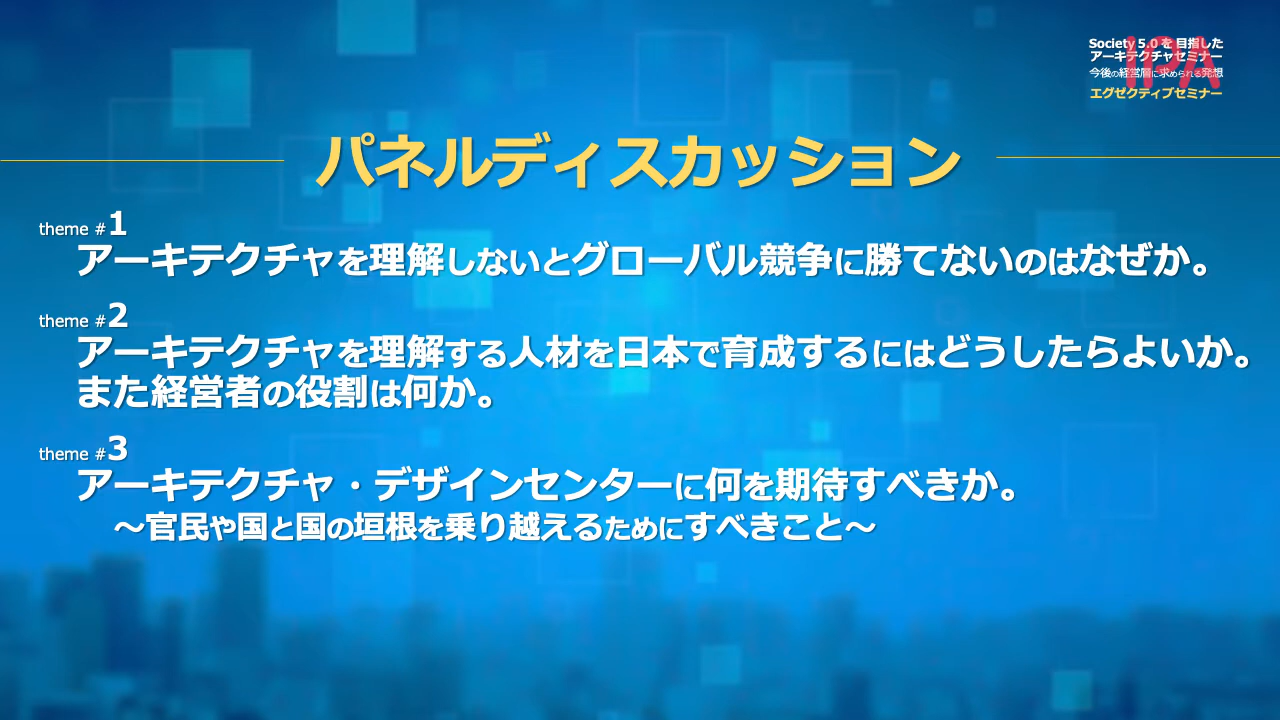 Society 5.0 を 目指した
アーキテクチャセミナー
今後の経営層に求められる発想
エグゼクティブセミナー
IPA
パネルディスカッション
theme #1
アーキテクチャを理解しないとグローバル競争に勝てないのはなぜか。
theme #2
アーキテクチャを理解する人材を日本で育成するにはどうしたらよいか。
また経営者の役割は何か。
theme #3
アーキテクチャ・デザインセンターに何を期待すべきか。
～官民や国と国の垣根を乗り越えるためにすべきこと～